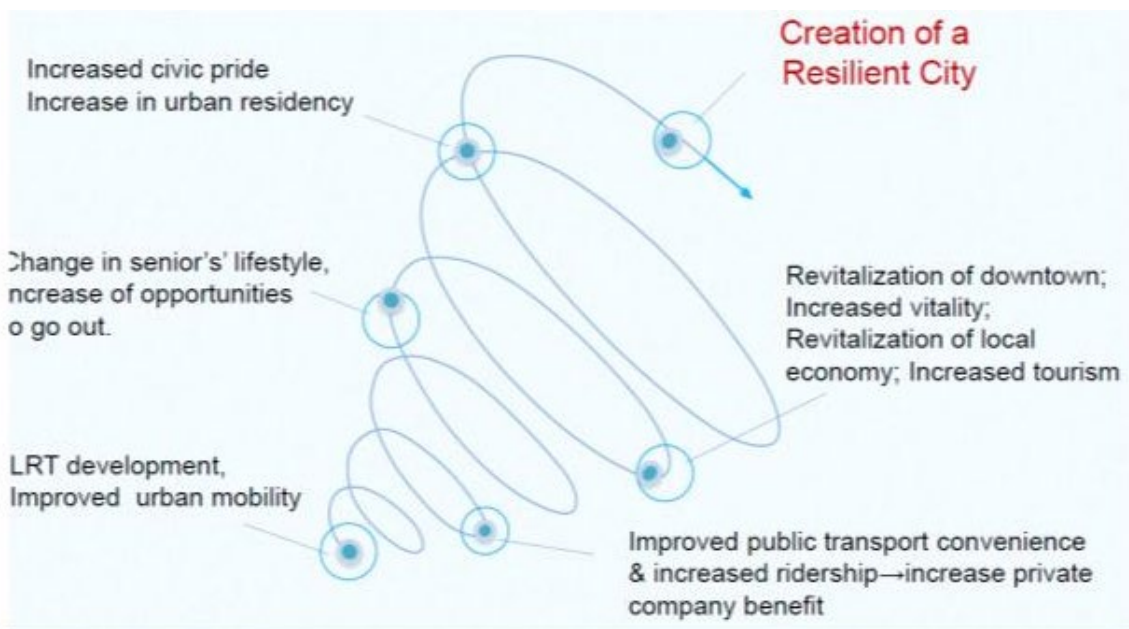 Creation of a
Resilient City
Increased civic pride
Increase in urban residency
Change in senior's' lifestyle,
ncrease of opportunities
o go out.
Revitalization of downtown;
Increased vitality;
Revitalization of local
economy; Increased tourism
LRT development,
Improved urban mobility
Improved public transport convenience
& increased ridership→increase private
company benefit